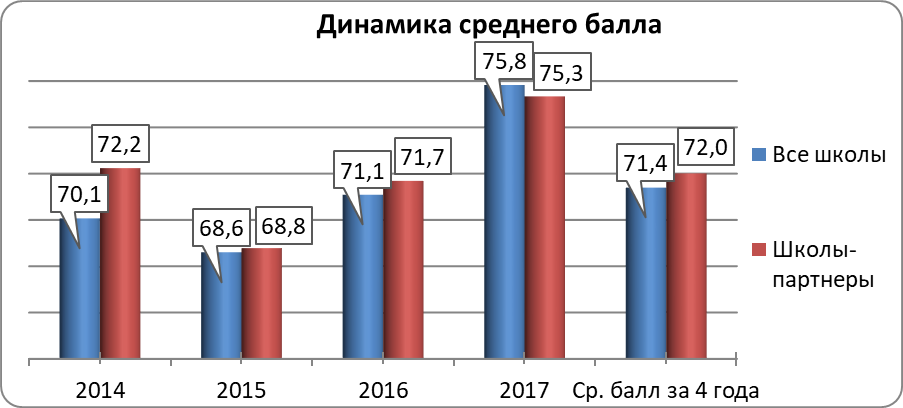 Динамика среднего балла
75,8
75,3
72,2
71,1
71,7
71,4
72,0
70,1
68,6
68,8
Все школы
Школы-
партнеры
2014
2015
2016
2017
Ср. балл за 4 года